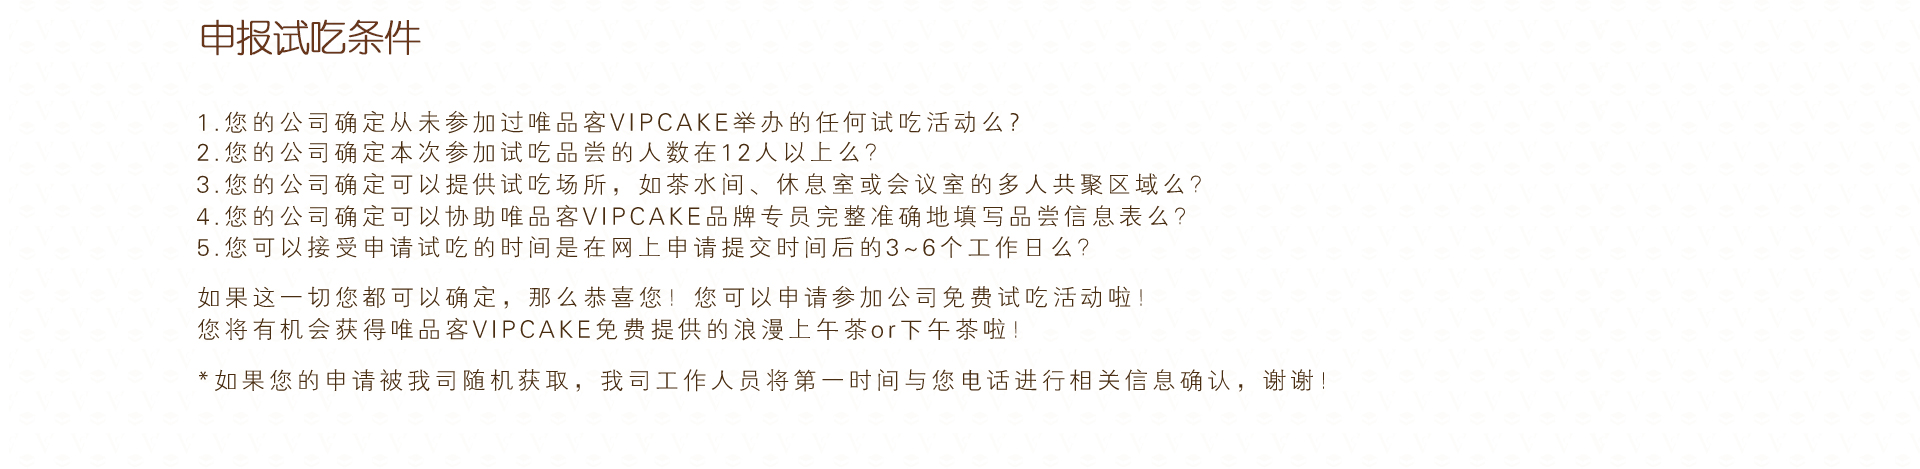 申报试吃条件
1.您的公司确定从未参加过唯品客VIPCAKE举办的任何试吃活动么?
2.您的公司确定本次参加试吃品尝的人数在12人以上么?
3.您的公司确定可以提供试吃场所，如茶水间、休息室或会议室的多人共聚区域么?
4.您的公司确定可以协助唯品客VIPCAKE品牌专员完整准确地填写品尝信息表么?
5.您可以接受申请试吃的时间是在网上申请提交时间后的3~6个工作日么?
如果这一切您都可以确定，那么恭喜您！您可以申请参加公司免费试吃活动啦！
您将有机会获得唯品客VIPCAKE免费提供的浪漫上午茶or下午茶啦！
*如果您的申请被我司随机获取，我司工作人员将第一时间与您电话进行相关信息确认，谢谢！